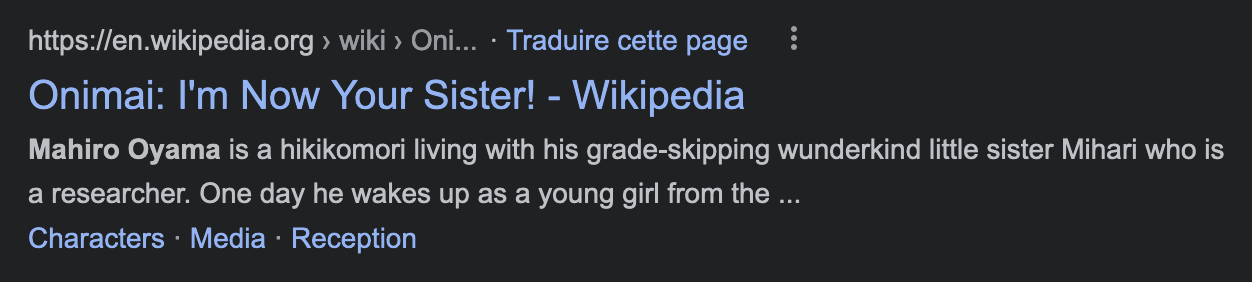 https://en.wikipedia.org › wiki › Oni... · Traduire cette page
Onimai: I'm Now Your Sister! - Wikipedia
Mahiro Oyama is a hikikomori living with his grade-skipping wunderkind little sister Mihari who is
a researcher. One day he wakes up as a young girl from the ...
Characters · Media · Reception